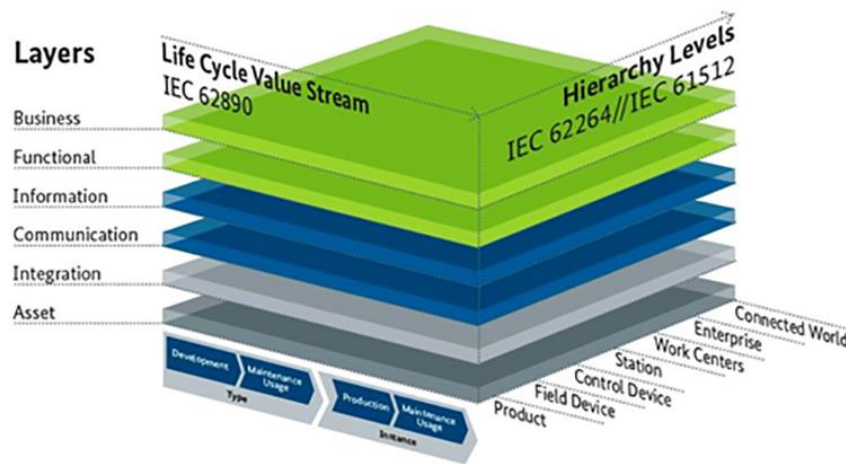 Layers
Life Cycle Value Stream
IEC 62890
Hierarchy Levels
IEC 62264//IEC 61512
Business
Functional
Information
Communication
Integration
Asset
Development
Maintenance
Usage
Production
Maintenance
Usage
Type
Instance
Connected World
Enterprise
Work Centers
Station
Control Device
Field Device
Product